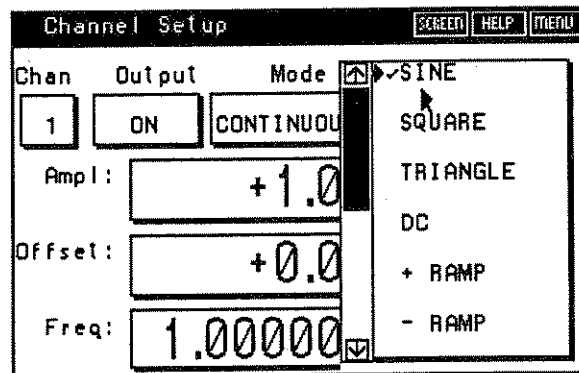 Channel Setup SCREEN HELP MENU
Chan Output Mode
1 ON CONTINUOU
Ampl: +1.0
Offset: +0.0
Freq: 1.00000
✓SINE
SQUARE
TRIANGLE
DC
+ RAMP
- RAMP